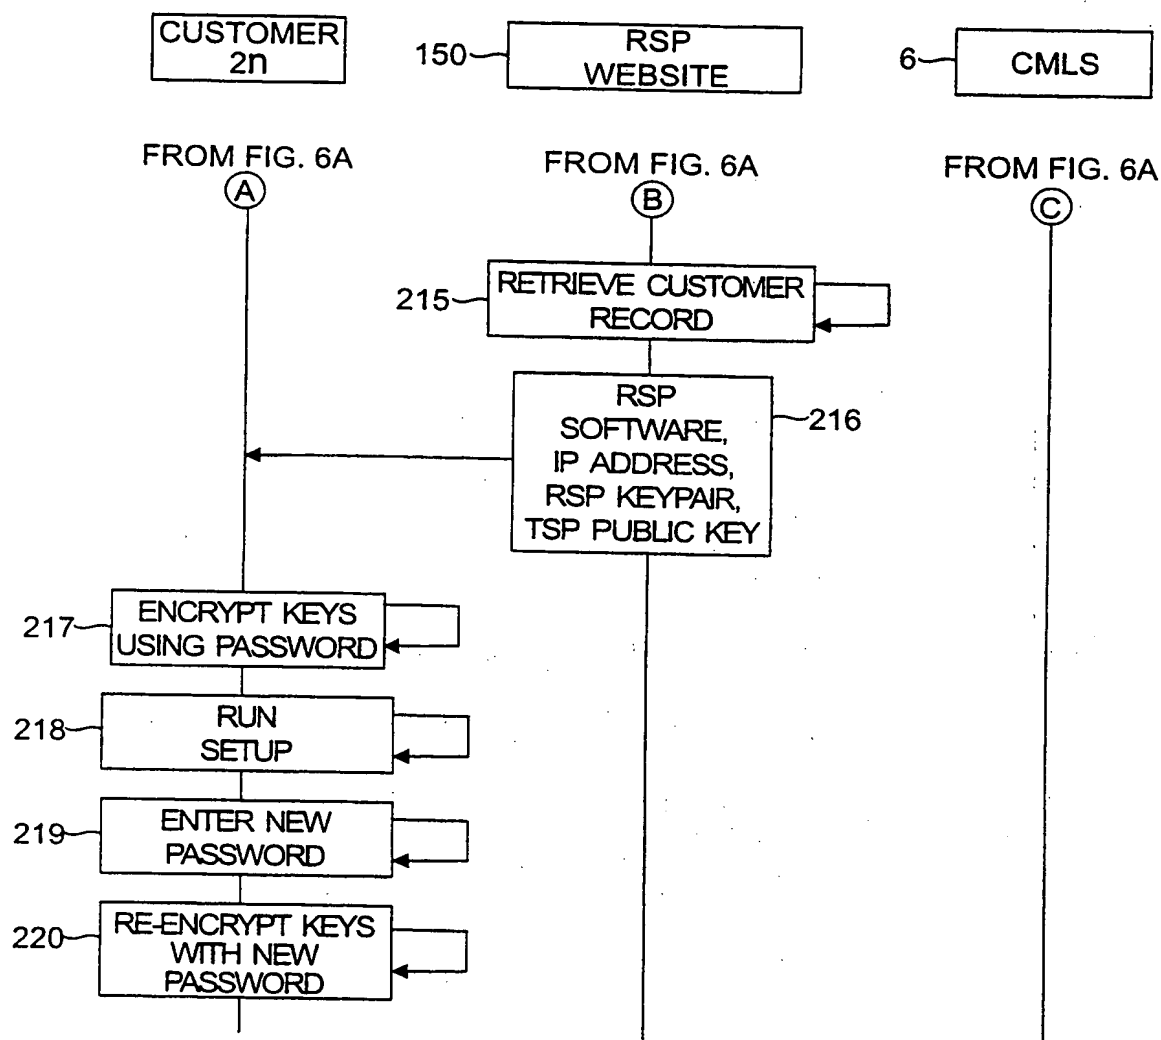 CUSTOMER
2n
150
RSP
WEBSITE
6
CMLS
FROM FIG. 6A
A
FROM FIG. 6A
B
FROM FIG. 6A
C
215
RETRIEVE CUSTOMER
RECORD
RSP
SOFTWARE,
IP ADDRESS,
RSP KEYPAIR,
TSP PUBLIC KEY
216
217
ENCRYPT KEYS
USING PASSWORD
218
RUN
SETUP
219
ENTER NEW
PASSWORD
220
RE-ENCRYPT KEYS
WITH NEW
PASSWORD